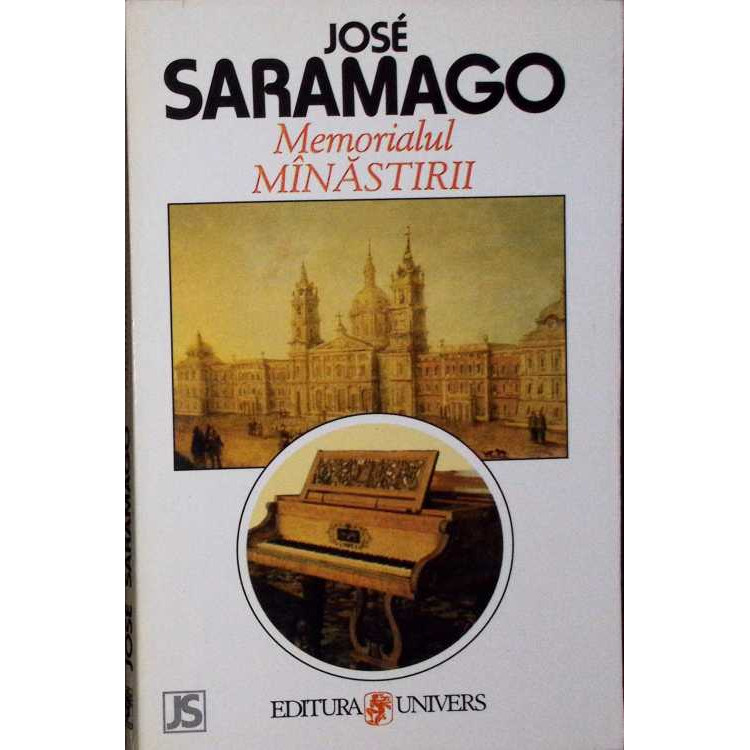 JOSÉ
SARAMAGO
Memorialul
MÎNĂSTIRII
JS
EDITURA UNIVERS
JOSÉ SARAMAGO